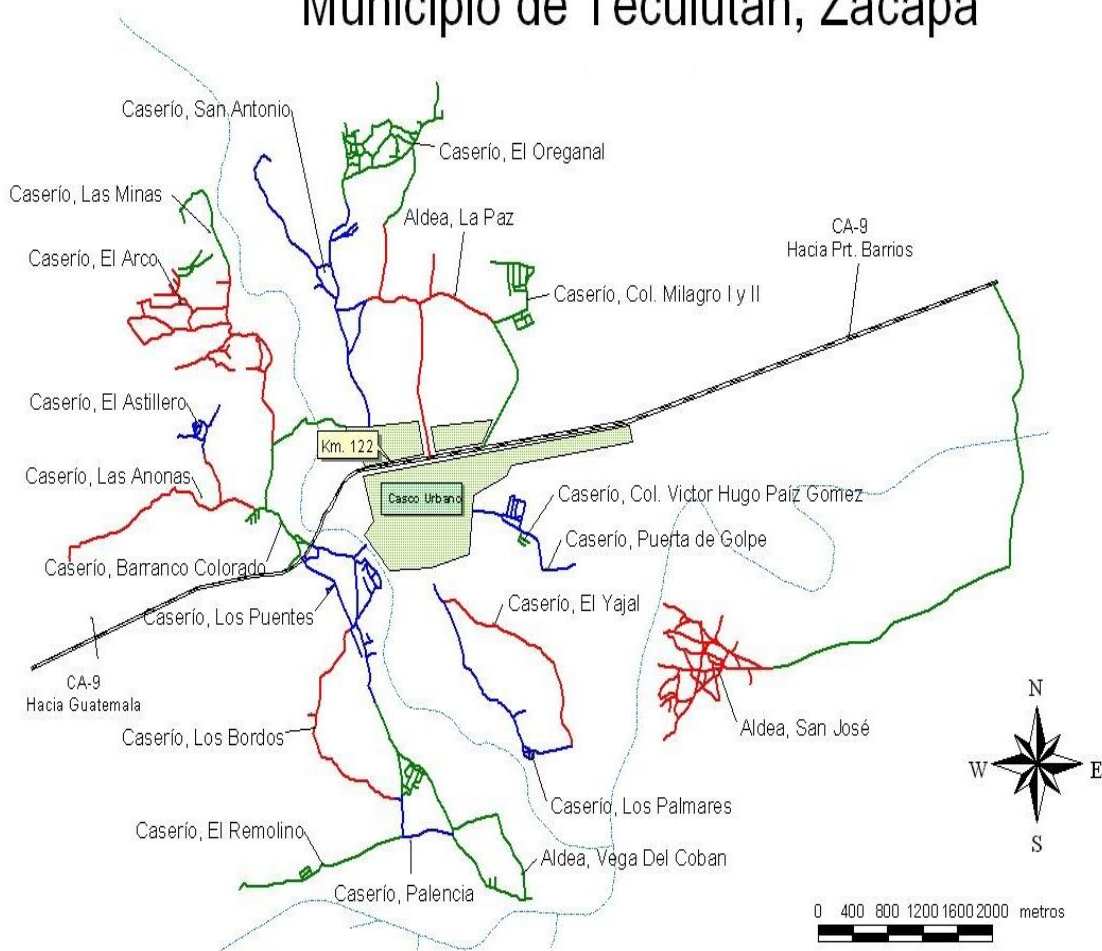 Municipio de Teculután, Zacapa
Caserío, San Antonio
Caserío, El Oreganal
Caserío, Las Minas
Aldea, La Paz
CA-9
Hacia Prt. Barrios
Caserío, El Arco
Caserío, Col. Milagro I y II
Caserío, El Astillero
Km. 122
Caserío, Las Anonas
Casco Urbano
Caserío, Col. Victor Hugo Paíz Gomez
Caserío, Puerta de Golpe
Caserío, Barranco Colorado
Caserío, El Yajal
Caserío, Los Puentes
CA-9
Hacia Guatemala
Caserío, Los Bordos
Aldea, San José
N
W
E
S
Caserío, Los Palmares
Caserío, El Remolino
Aldea, Vega Del Coban
Caserío, Palencia
0 400 800 1200 1600 2000 metros